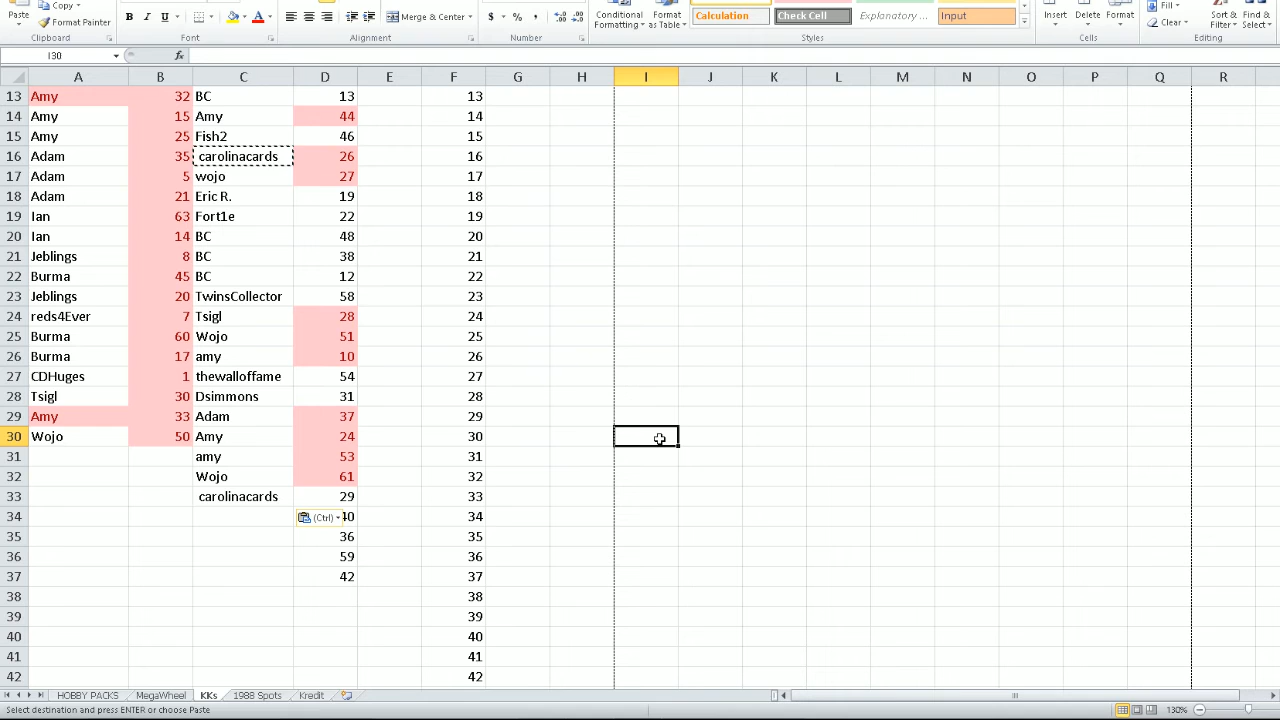 Paste Copy Format Painter B I U A Merge & Center $ % , Conditional Formatting Format as Table Calculation Check Cell Explanatory ... Input Insert Delete Format Fill Clear Sort & Filter Find & Select
Clipboard Font Alignment Number Styles Cells Editing
I30 fx
A B C D E F G H I J K L M N O P Q R
13 Amy 32 BC 13 13
14 Amy 15 Amy 44 14
15 Amy 25 Fish2 46 15
16 Adam 35 carolinacards 26 16
17 Adam 5 wojo 27 17
18 Adam 21 Eric R. 19 18
19 Ian 63 Fort1e 22 19
20 Ian 14 BC 48 20
21 Jeblings 8 BC 38 21
22 Burma 45 BC 12 22
23 Jeblings 20 TwinsCollector 58 23
24 reds4Ever 7 Tsigl 28 24
25 Burma 60 Wojo 51 25
26 Burma 17 amy 10 26
27 CDHuges 1 thewalloffame 54 27
28 Tsigl 30 Dsimmons 31 28
29 Amy 33 Adam 37 29
30 Wojo 50 Amy 24 30
31 amy 53 31
32 Wojo 61 32
33 carolinacards 29 33
34 (Ctrl) 40 34
35 36 35
36 59 36
37 42 37
38 38
39 39
40 40
41 41
42 42
HOBBY PACKS MegaWheel KKs 1988 Spots Kredit
Select destination and press ENTER or choose Paste 130%